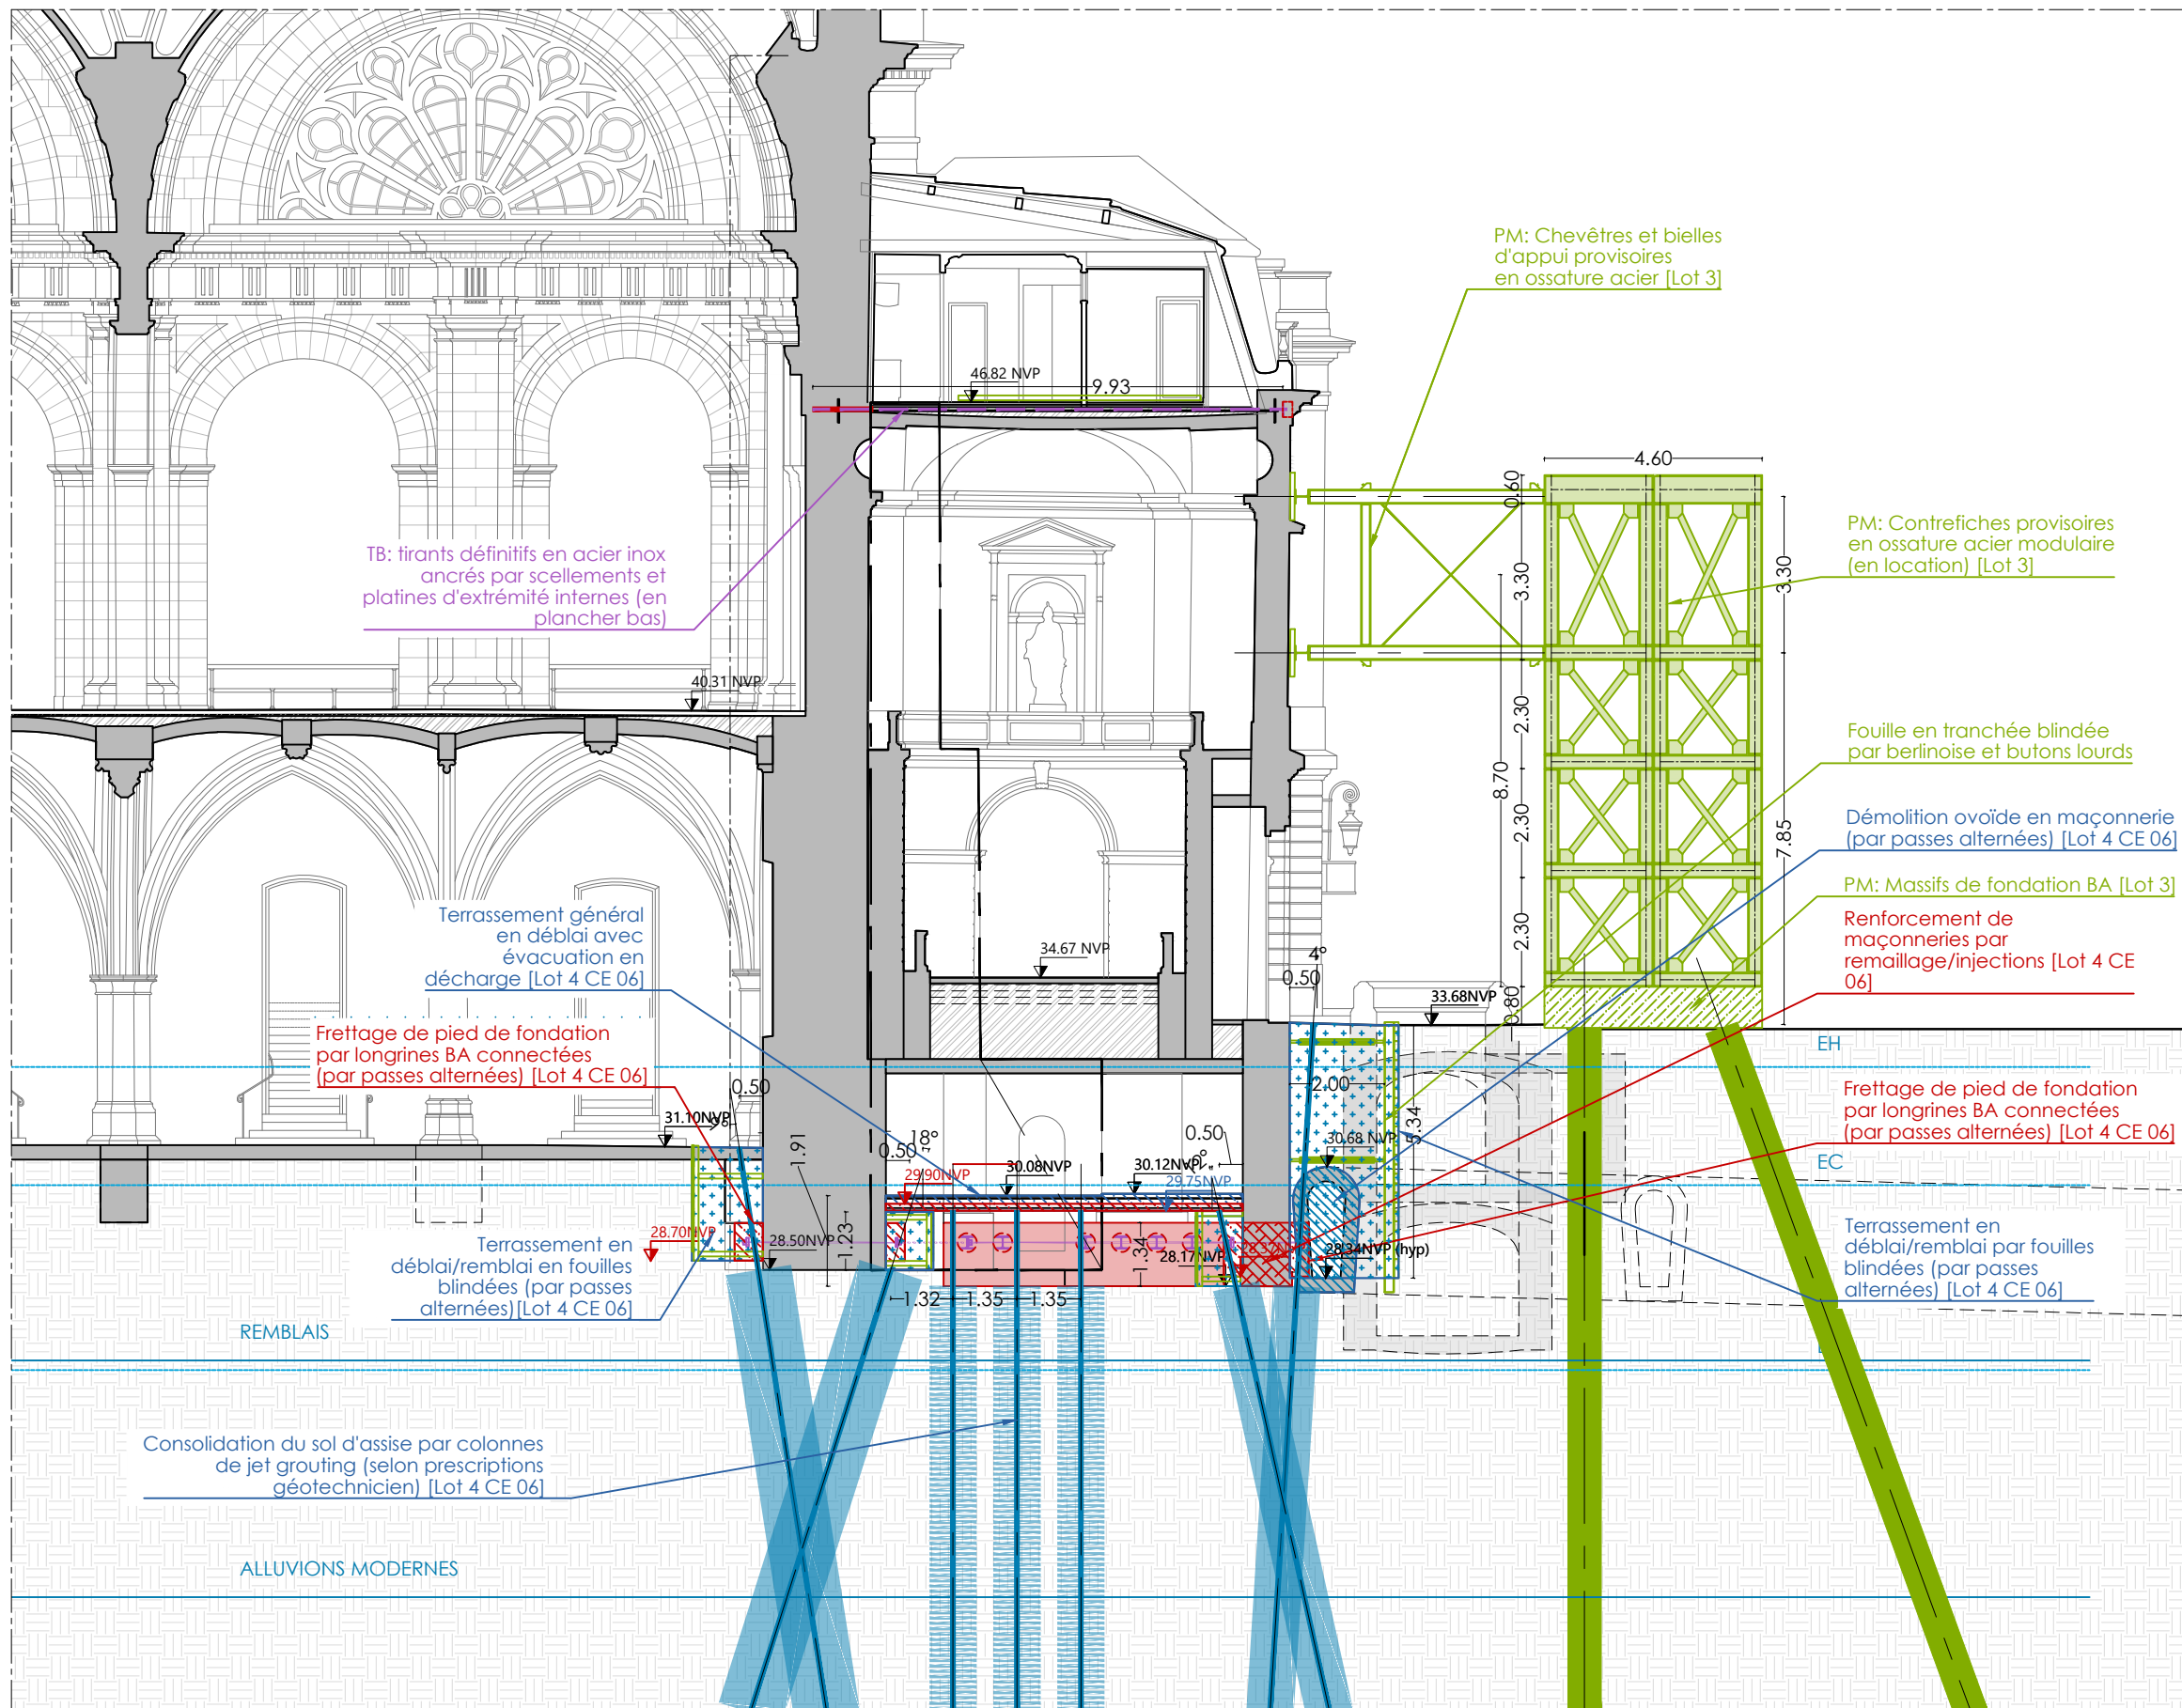 PM: Chevêtres et bielles
d'appui provisoires
en ossature acier [Lot 3]
46.82 NVP
9.93
4.60
0.60
3.30
3.30
PM: Contrefiches provisoires
en ossature acier modulaire
(en location) [Lot 3]
TB: tirants définitifs en acier inox
ancrés par scellements et
platines d'extrémité internes (en
plancher bas)
40.31 NVP
2.30
8.70
2.30
7.85
2.30
Fouille en tranchée blindée
par berlinoise et butons lourds
Démolition ovoïde en maçonnerie
(par passes alternées) [Lot 4 CE 06]
PM: Massifs de fondation BA [Lot 3]
Renforcement de
maçonneries par
remaillage/injections [Lot 4 CE
06]
Terrassement général
en déblai avec
évacuation en
décharge [Lot 4 CE 06]
34.67 NVP
4°
0.50
33.68NVP
0.80
EH
Frettage de pied de fondation
par longrines BA connectées
(par passes alternées) [Lot 4 CE 06]
0.50
31.10NVP
2.00
5.34
30.68 NVP
Frettage de pied de fondation
par longrines BA connectées
(par passes alternées) [Lot 4 CE 06]
EC
1.91
0.50
18°
0.50
29.90NVP
30.08NVP
30.12NVP
29.75NVP
28.70NVP
28.50NVP
1.23
1.34
28.17NVP
28.34NVP (hyp)
Terrassement en
déblai/remblai en fouilles
blindées (par passes
alternées)[Lot 4 CE 06]
Terrassement en
déblai/remblai par fouilles
blindées (par passes
alternées) [Lot 4 CE 06]
1.32
1.35
1.35
REMBLAIS
Consolidation du sol d'assise par colonnes
de jet grouting (selon prescriptions
géotechnicien) [Lot 4 CE 06]
ALLUVIONS MODERNES